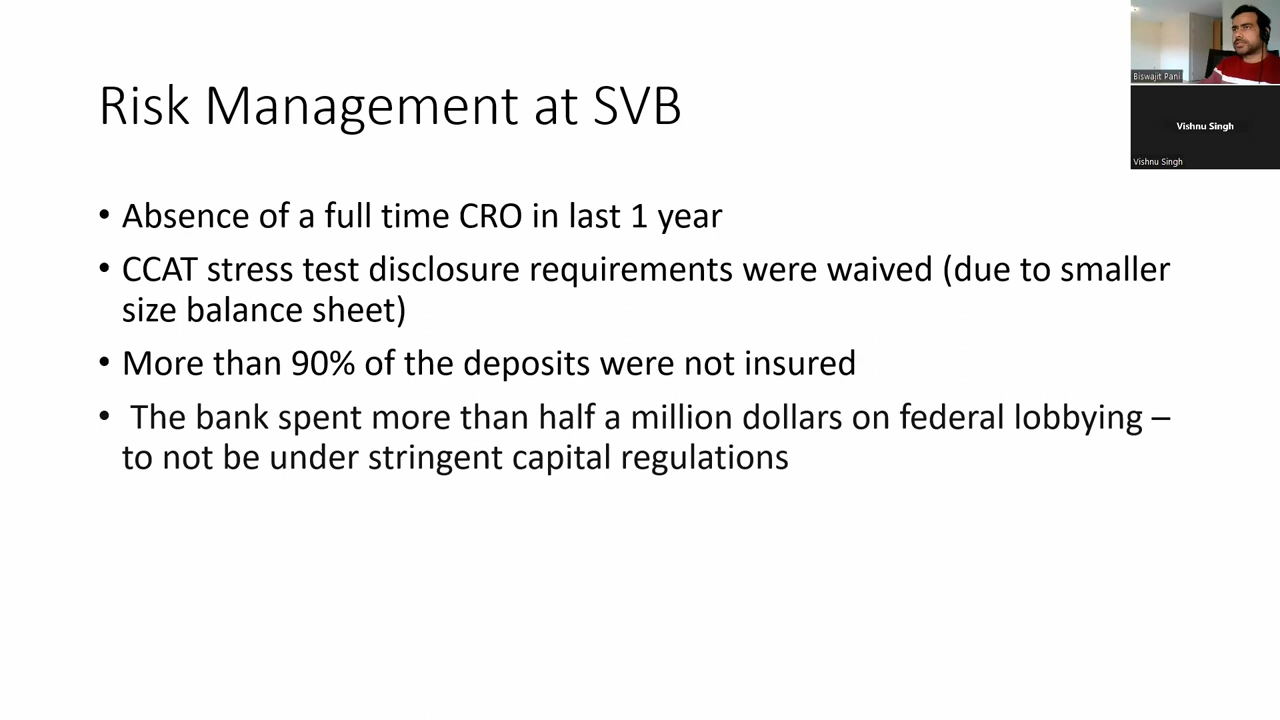 Risk Management at SVB
• Absence of a full time CRO in last 1 year
• CCAT stress test disclosure requirements were waived (due to smaller
size balance sheet)
• More than 90% of the deposits were not insured
• The bank spent more than half a million dollars on federal lobbying –
to not be under stringent capital regulations
Biswajit Pani
Vishnu Singh
Vishnu Singh